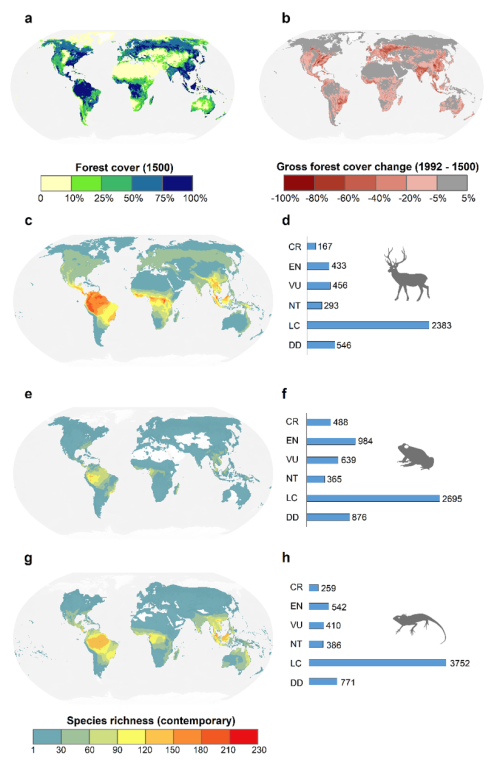 a
b
Forest cover (1500)
0 10% 25% 50% 75% 100%
Gross forest cover change (1992 - 1500)
-100% -80% -60% -40% -20% -5% 5%
c
d
CR 167
EN 433
VU 456
NT 293
LC 2383
DD 546
e
f
CR 488
EN 984
VU 639
NT 365
LC 2695
DD 876
g
h
CR 259
EN 542
VU 410
NT 386
LC 3752
DD 771
Species richness (contemporary)
1 30 60 90 120 150 180 210 230